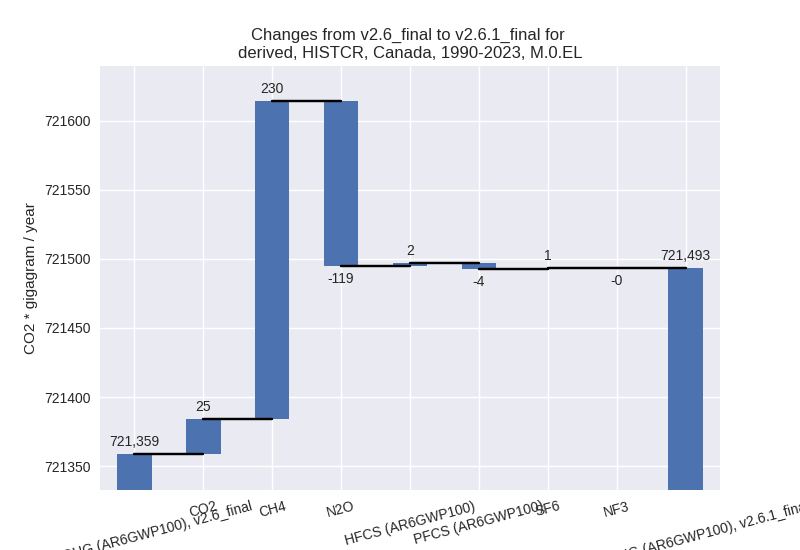 Changes from v2.6_final to v2.6.1_final for
derived, HISTCR, Canada, 1990-2023, M.0.EL
CO2 * gigagram / year
721600
721550
721500
721450
721400
721350
721,359
25
230
-119
2
-4
1
-0
721,493
(AR6GWP100), v2.6_final
CO2
CH4
N2O
HFCS (AR6GWP100)
PFCS (AR6GWP100)
SF6
NF3
(AR6GWP100), v2.6.1_fina